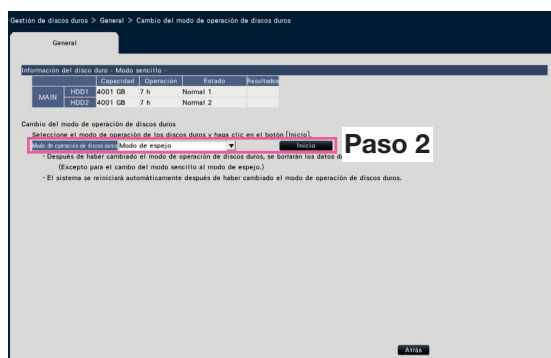 Gestión de discos duros > General > Cambio del modo de operación de discos duros
General
Información del disco duro - Modo sencillo -
Capacidad Operación Estado Resultados
MAIN HDD1 4001 GB 7 h Normal 1
HDD2 4001 GB 7 h Normal 2
Cambio del modo de operación de discos duros
Seleccione el modo de operación de los discos duros y haga clic en el botón [Inicio].
Modo de operación de discos duros Modo de espejo Inicio
Paso 2
· Después de haber cambiado el modo de operación de discos duros, se borrarán los datos de
(Excepto para el cambo del modo sencillo al modo de espejo.)
· El sistema se reiniciará automáticamente después de haber cambiado el modo de operación de discos duros.
Atrás